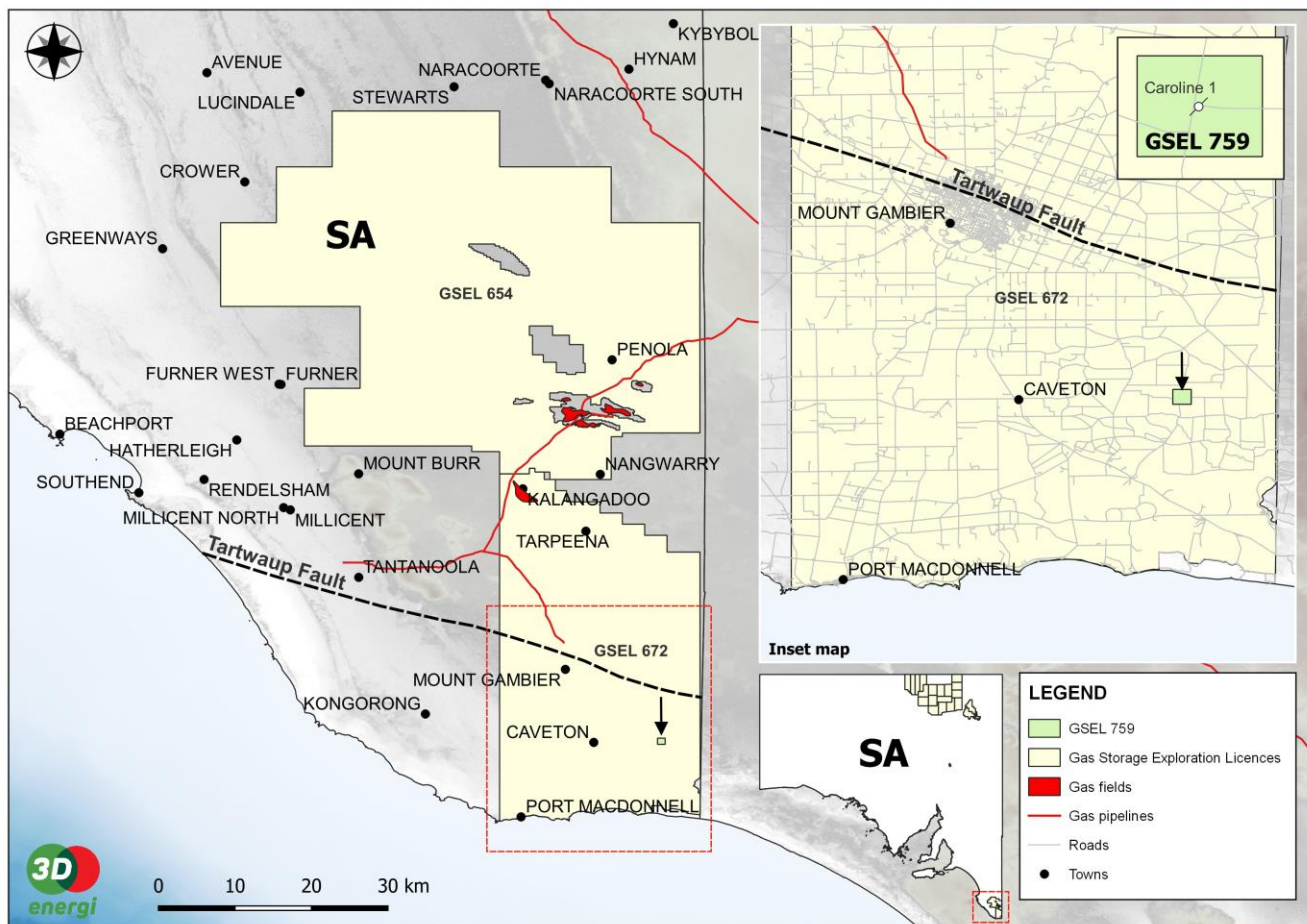 KYBYBOL
AVENUE
HYNAM
NARACOORTE
LUCINDALE
STEWARTS
NARACOORTE SOUTH
CROWER
SA
GREENWAYS
GSEL 654
PENOLA
FURNER WEST
FURNER
BEACHPORT
HATHERLEIGH
MOUNT BURR
NANGWARRY
SOUTHEND
RENDELSHAM
KALANGADOO
MILLICENT NORTH
MILLICENT
TARPEENA
Tartwaup Fault
TANTANOOLA
GSEL 672
MOUNT GAMBIER
KONGORONG
CAVETON
PORT MACDONNELL
3D
energi
0 10 20 30 km
Caroline 1
GSEL 759
Tartwaup Fault
MOUNT GAMBIER
GSEL 672
CAVETON
PORT MACDONNELL
Inset map
SA
LEGEND
GSEL 759
Gas Storage Exploration Licences
Gas fields
Gas pipelines
Roads
Towns